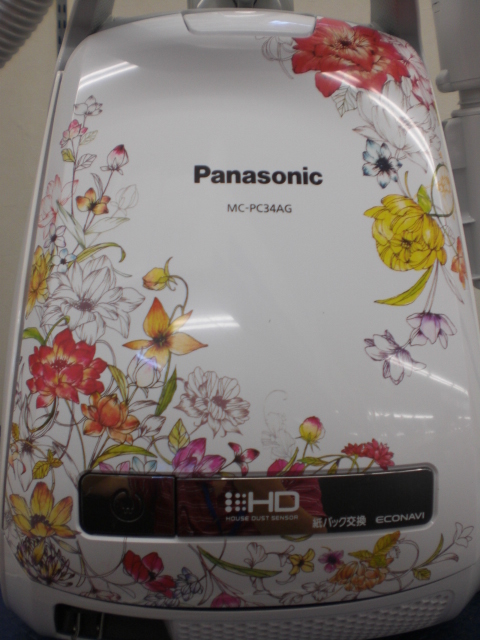 Panasonic
MC-PC34AG
HD
HOUSE DUST SENSOR
紙パック交換 ECONAVI